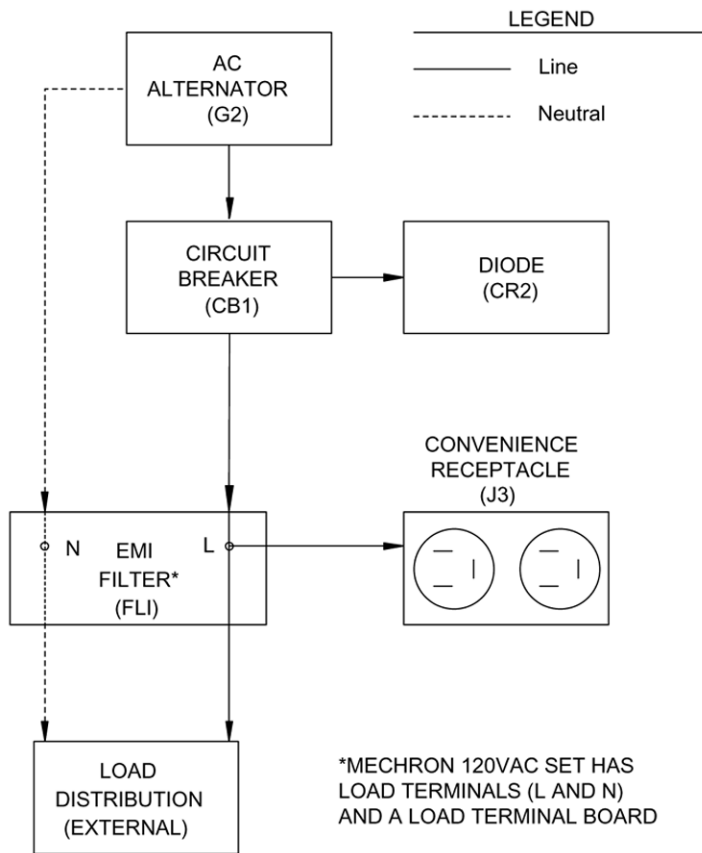 LEGEND
Line
Neutral
AC
ALTERNATOR
(G2)
CIRCUIT
BREAKER
(CB1)
DIODE
(CR2)
CONVENIENCE
RECEPTACLE
(J3)
N
L
EMI
FILTER*
(FLI)
LOAD
DISTRIBUTION
(EXTERNAL)
*MECHRON 120VAC SET HAS
LOAD TERMINALS (L AND N)
AND A LOAD TERMINAL BOARD